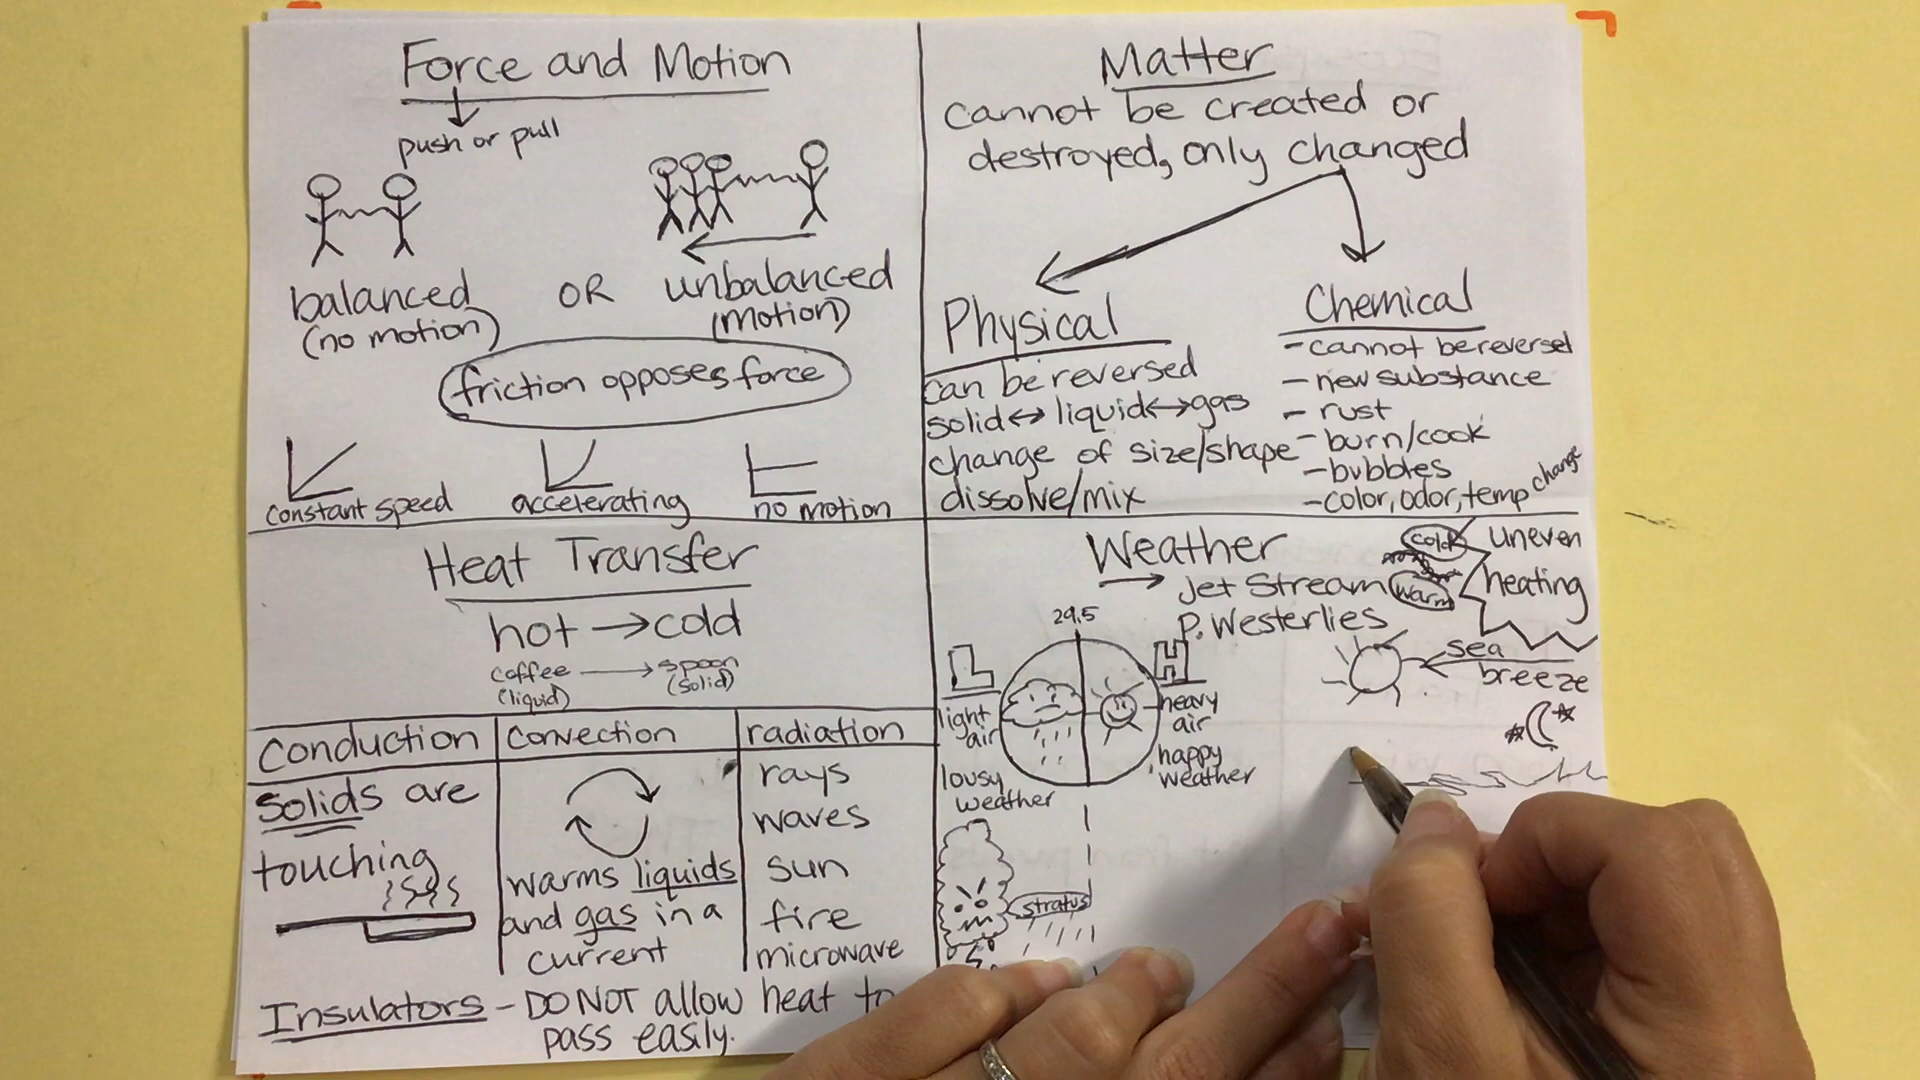 Force and Motion
push or pull
balanced OR unbalanced
(no motion) (motion)
friction opposes force
constant speed accelerating no motion
Matter
cannot be created or
destroyed, only changed
Physical
can be reversed
solid↔liquid↔gas
change of size/shape
dissolve/mix
Chemical
- cannot be reversed
- new substance
- rust
- burn/cook
- bubbles
- color, odor, temp change
Heat Transfer
hot → cold
coffee → spoon
(liquid) (solid)
conduction convection radiation
solids are
touching
warms liquids
and gas in a
current
rays
waves
sun
fire
microwave
Insulators - DO NOT allow heat to
pass easily.
Weather
→ Jet Stream
P. Westerlies
cold
warm
uneven
heating
29.5
L
light
air
lousy
weather
H
heavy
air
happy
weather
sea
breeze
stratus